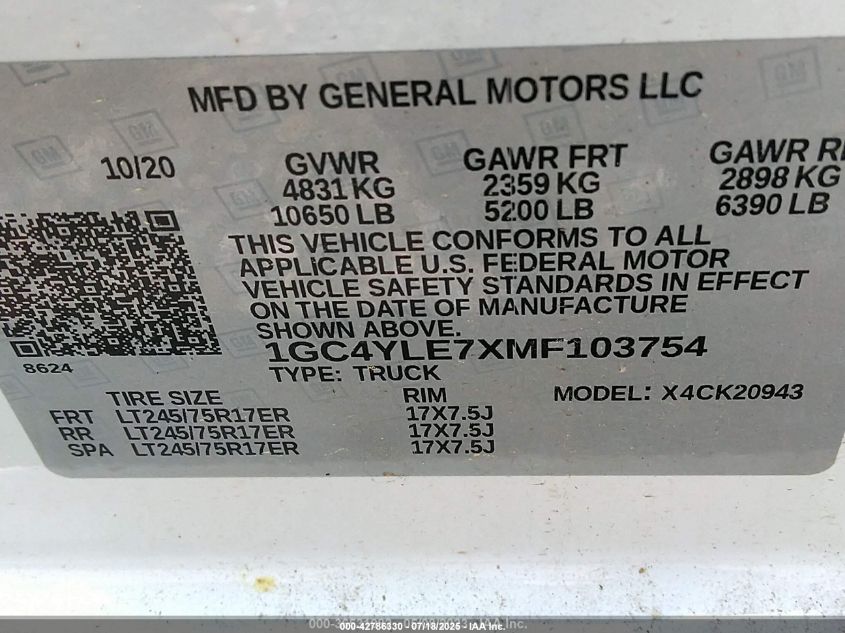 MFD BY GENERAL MOTORS LLC
10/20 GVWR GAWR FRT GAWR
4831 KG 2359 KG 2898 KG
10650 LB 5200 LB 6390 LB
THIS VEHICLE CONFORMS TO ALL
APPLICABLE U.S. FEDERAL MOTOR
VEHICLE SAFETY STANDARDS IN EFFECT
ON THE DATE OF MANUFACTURE
SHOWN ABOVE.
1GC4YLE7XMF103754
8624
TYPE: TRUCK
TIRE SIZE RIM MODEL: X4CK20943
FRT LT245/75R17ER 17X7.5J
RR LT245/75R17ER 17X7.5J
SPA LT245/75R17ER 17X7.5J
000-42786330 - 07/18/2025 - IAA Inc.